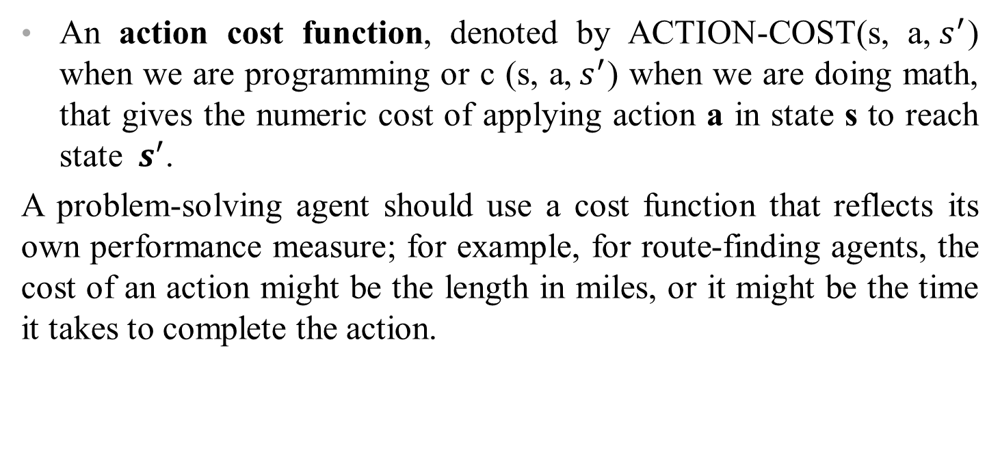 • An action cost function, denoted by ACTION-COST(s, a, s′)
when we are programming or c (s, a, s′) when we are doing math,
that gives the numeric cost of applying action a in state s to reach
state s′.
A problem-solving agent should use a cost function that reflects its
own performance measure; for example, for route-finding agents, the
cost of an action might be the length in miles, or it might be the time
it takes to complete the action.